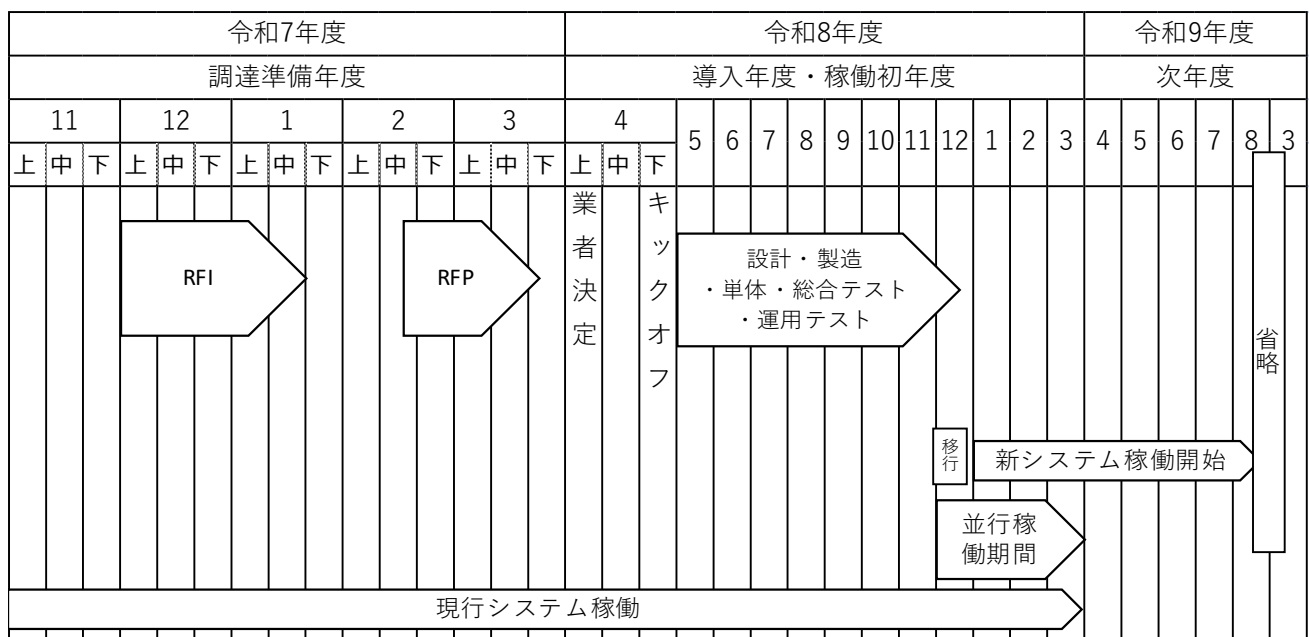 令和7年度 令和8年度 令和9年度
調達準備年度 導入年度・稼働初年度 次年度
11 12 1 2 3 4 5 6 7 8 9 10 11 12 1 2 3 4 5 6 7 8 3
上 中 下 上 中 下 上 中 下 上 中 下 上 中 下 上 中 下
業者決定
キックオフ
RFI
RFP
設計・製造
・単体・総合テスト
・運用テスト
省略
移行
新システム稼働開始
並行稼
働期間
現行システム稼働